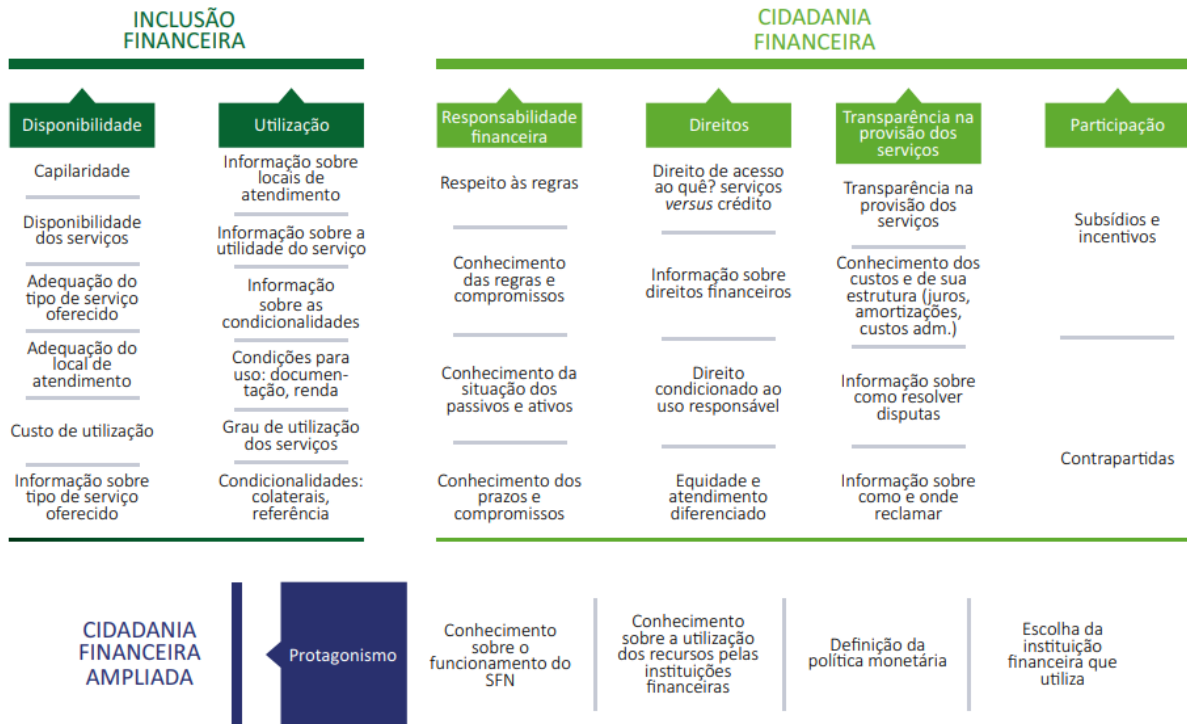 INCLUSÃO
FINANCEIRA
CIDADANIA
FINANCEIRA
Disponibilidade
Capilaridade
Disponibilidade
dos serviços
Adequação do
tipo de serviço
oferecido
Adequação do
local de
atendimento
Custo de utilização
Informação sobre
tipo de serviço
oferecido
Utilização
Informação sobre
locais de
atendimento
Informação sobre a
utilidade do serviço
Informação
sobre as
condicionalidades
Condições para
uso: documen-
tação, renda
Grau de utilização
dos serviços
Condicionalidades:
colaterais,
referência
Responsabilidade
financeira
Respeito às regras
Conhecimento
das regras e
compromissos
Conhecimento da
situação dos
passivos e ativos
Conhecimento dos
prazos e
compromissos
Direitos
Direito de acesso
ao quê? serviços
versus crédito
Informação sobre
direitos financeiros
Direito
condicionado ao
uso responsável
Equidade e
atendimento
diferenciado
Transparência na
provisão dos
serviços
Transparência na
provisão dos
serviços
Conhecimento dos
custos e de sua
estrutura (juros,
amortizações,
custos adm.)
Informação sobre
como resolver
disputas
Informação sobre
como e onde
reclamar
Participação
Subsídios e
incentivos
Contrapartidas
CIDADANIA
FINANCEIRA
AMPLIADA
Protagonismo
Conhecimento
sobre o
funcionamento do
SFN
Conhecimento
sobre a utilização
dos recursos pelas
instituições
financeiras
Definição da
política monetária
Escolha da
instituição
financeira que
utiliza